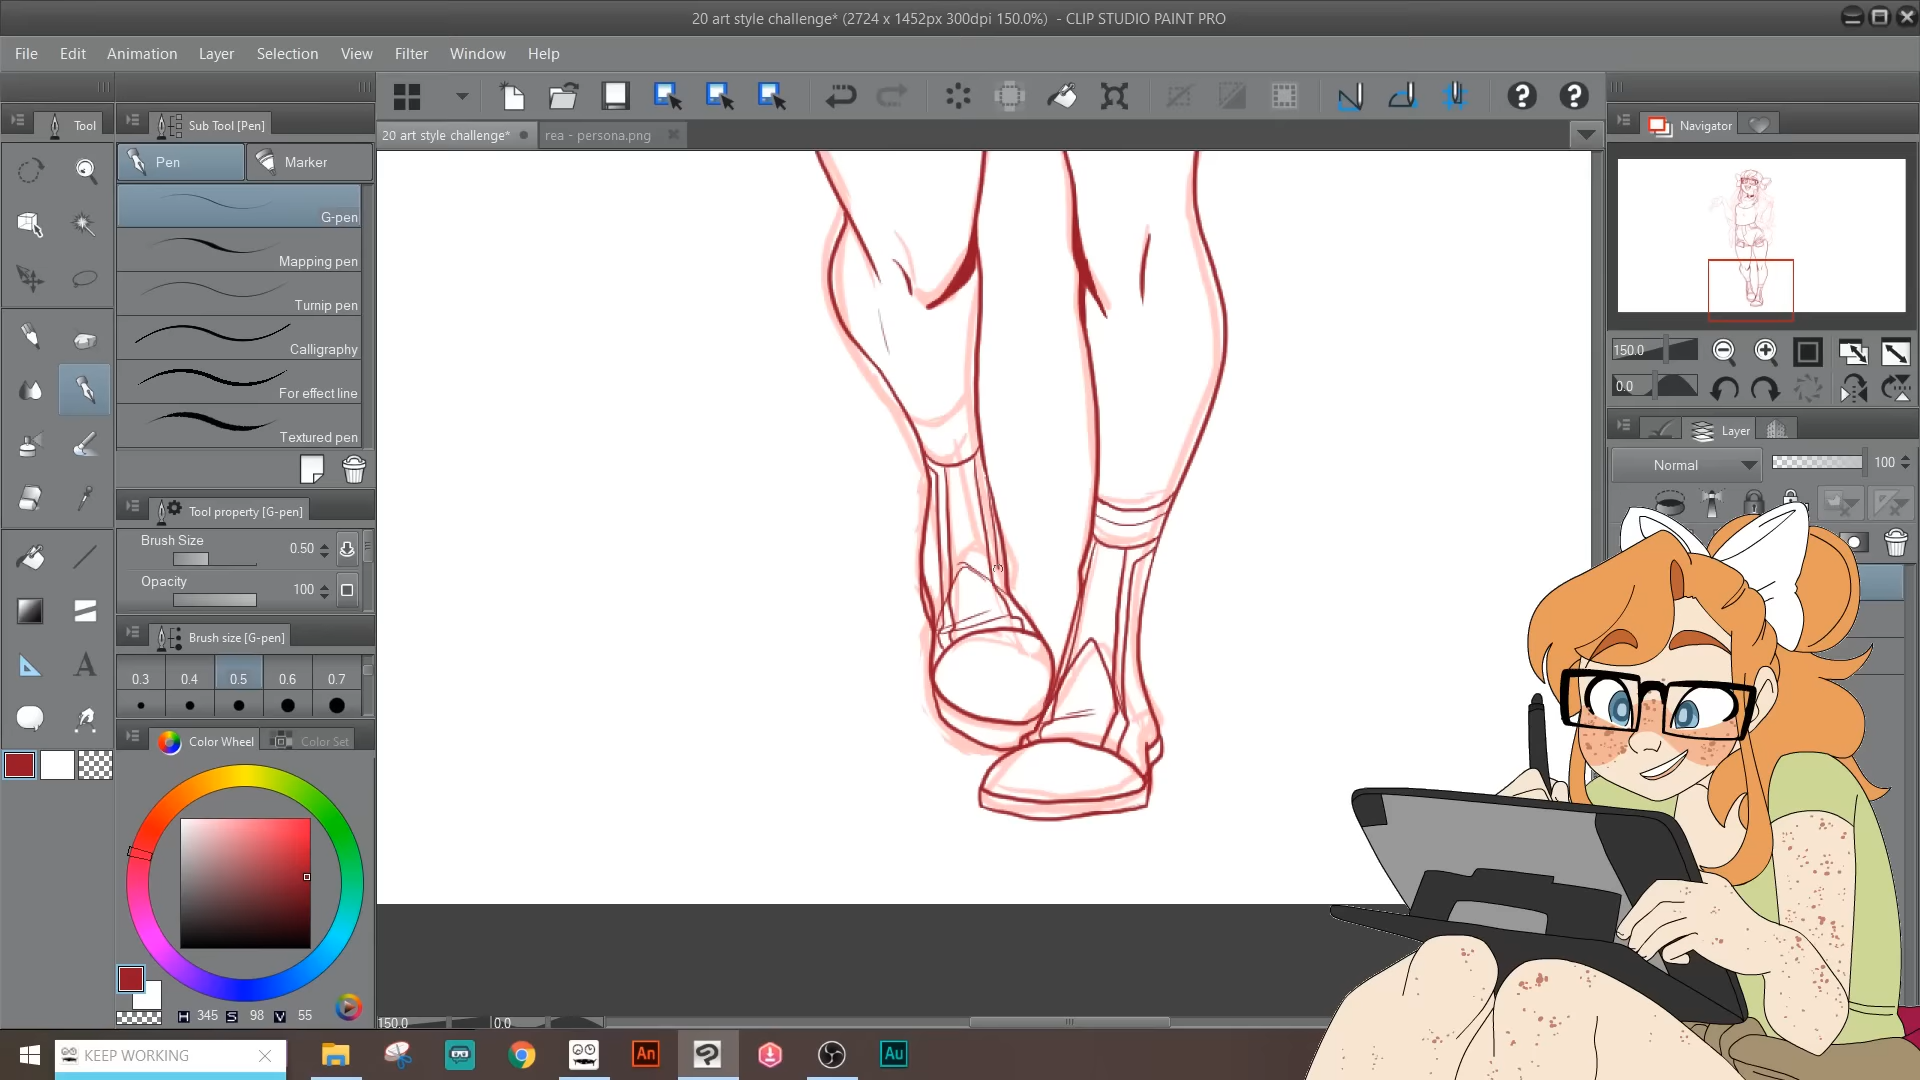 20 art style challenge* (2724 x 1452px 300dpi 150.0%) - CLIP STUDIO PAINT PRO
File Edit Animation Layer Selection View Filter Window Help
Tool
Sub Tool [Pen]
20 art style challenge*
rea - persona.png
Navigator
Pen
Marker
G-pen
Mapping pen
Turnip pen
Calligraphy
For effect line
Textured pen
150.0
0.0
Layer
Normal
100
Tool property [G-pen]
Brush Size
0.50
Opacity
100
Brush size [G-pen]
0.3 0.4 0.5 0.6 0.7
Color Wheel
Color Set
H 345 S 98 V 55
150.0
0.0
KEEP WORKING
An
Au